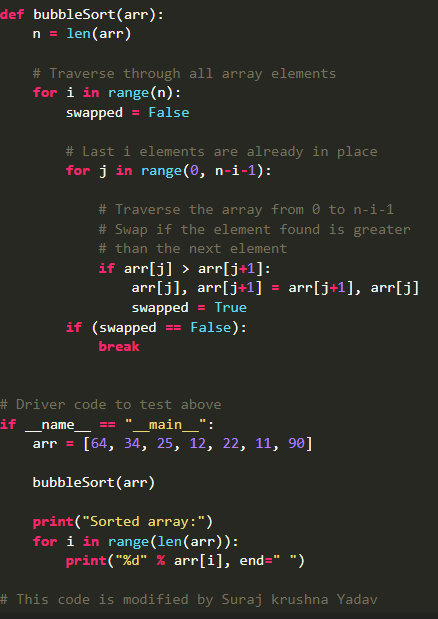 def bubbleSort(arr):
    n = len(arr)

    # Traverse through all array elements
    for i in range(n):
        swapped = False

        # Last i elements are already in place
        for j in range(0, n-i-1):

            # Traverse the array from 0 to n-i-1
            # Swap if the element found is greater
            # than the next element
            if arr[j] > arr[j+1]:
                arr[j], arr[j+1] = arr[j+1], arr[j]
                swapped = True
        if (swapped == False):
            break


# Driver code to test above
if __name__ == "__main__":
    arr = [64, 34, 25, 12, 22, 11, 90]

    bubbleSort(arr)

    print("Sorted array:")
    for i in range(len(arr)):
        print("%d" % arr[i], end=" ")

# This code is modified by Suraj krushna Yadav